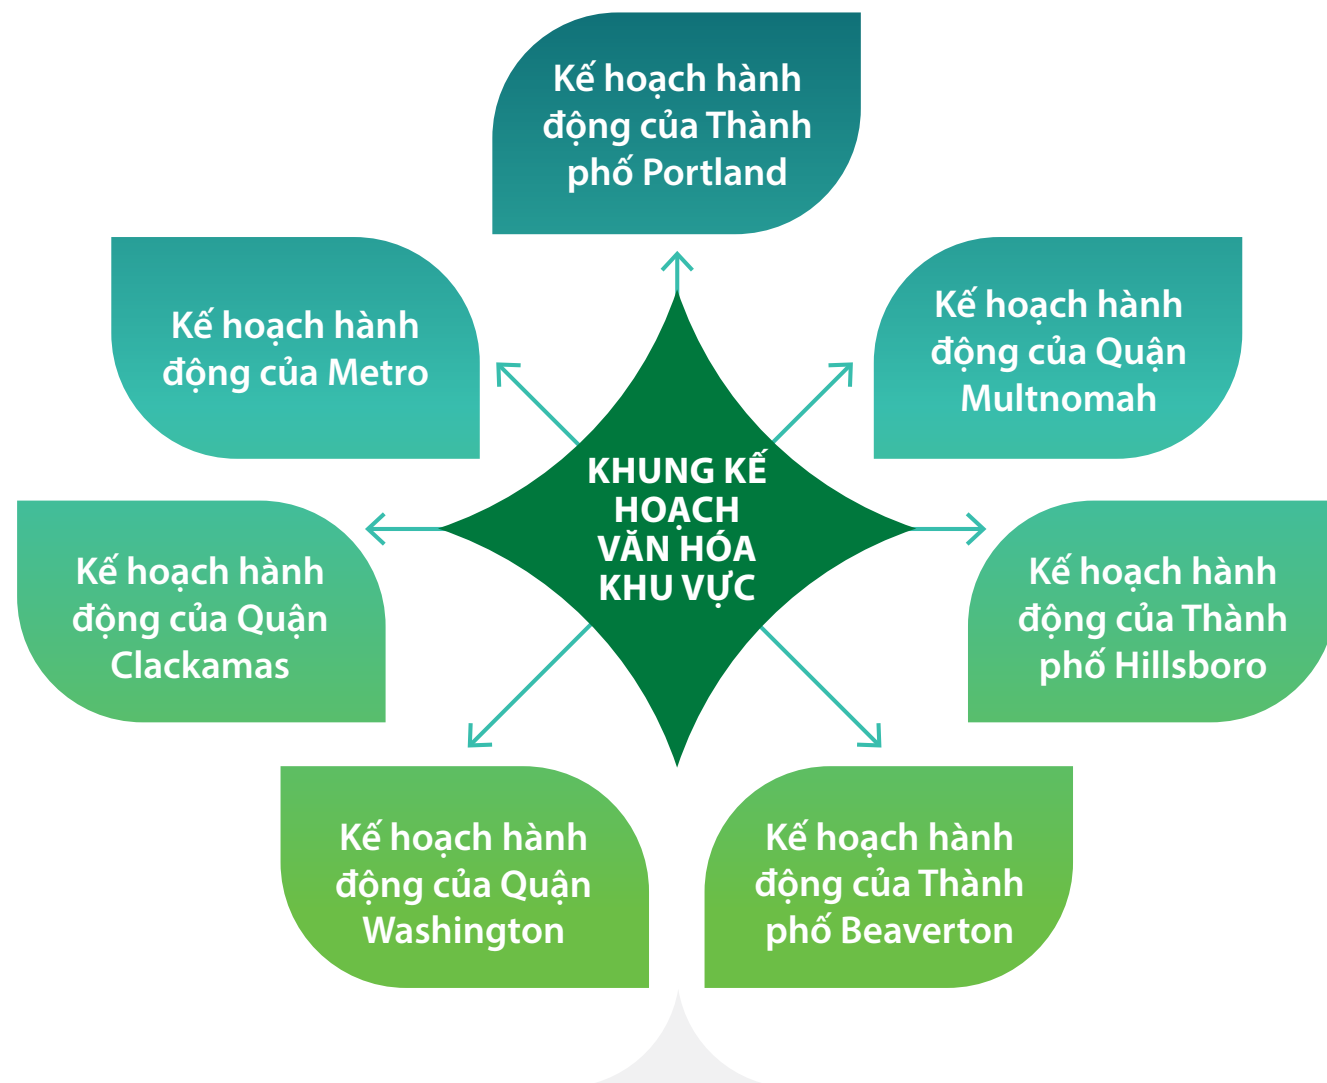 Kế hoạch hành
động của Thành
phố Portland
Kế hoạch hành
động của Metro
Kế hoạch hành
động của Quận
Multnomah
KHUNG KẾ
HOẠCH
VĂN HÓA
KHU VỰC
Kế hoạch hành
động của Quận
Clackamas
Kế hoạch hành
động của Thành
phố Hillsboro
Kế hoạch hành
động của Quận
Washington
Kế hoạch hành
động của Thành
phố Beaverton